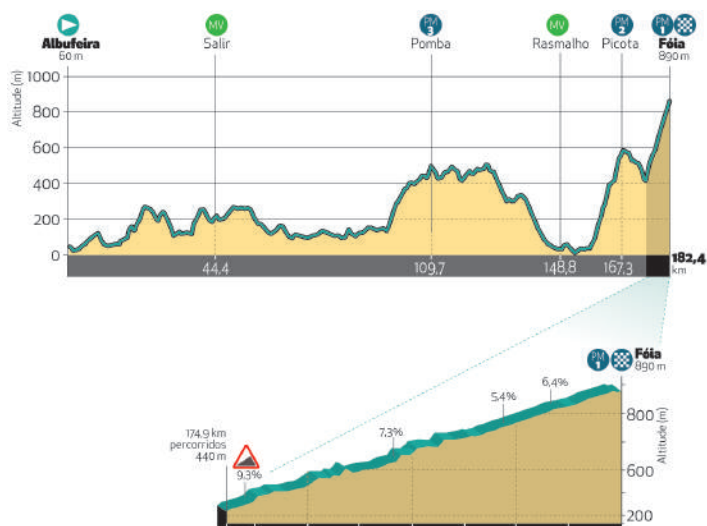 MV
MV
PM 3
PM 2
PM 1
Albufeira
60 m
Salir
Pomba
Rasmalho
Picota
Fóia
890 m
Altitude (m)
1000
800
600
400
200
0
44,4
109,7
148,8
167,3
182,4
km
PM 1
Fóia
890 m
6,4%
5,4%
7,3%
174,9 km
percorridos
440 m
9,3%
800
600
200
Altitude (m)